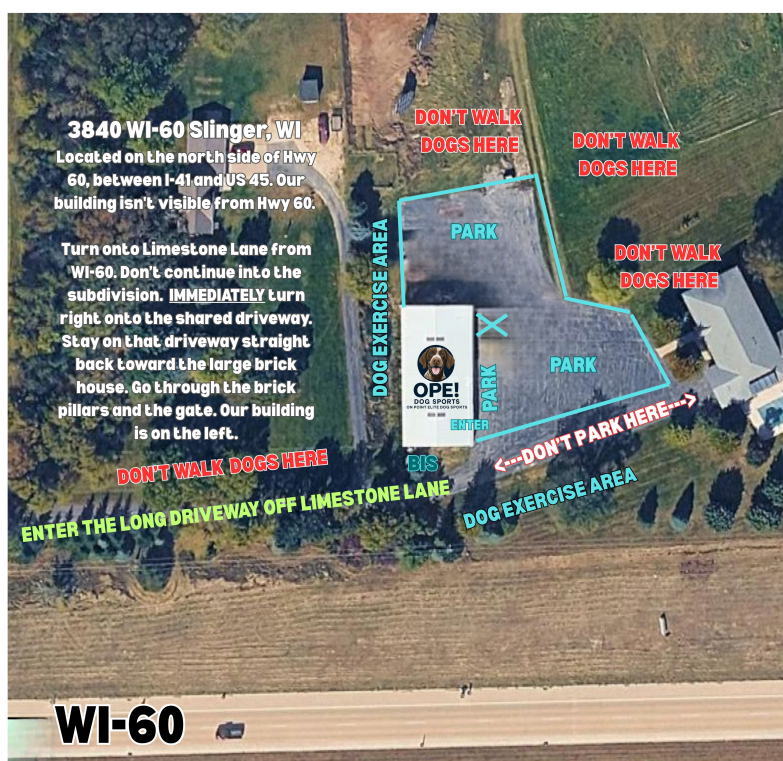 3840 WI-60 Slinger, WI
Located on the north side of Hwy
60, between I-41 and US 45. Our
building isn't visible from Hwy 60.
Turn onto Limestone Lane from
WI-60. Don't continue into the
subdivision. IMMEDIATELY turn
right onto the shared driveway.
Stay on that driveway straight
back toward the large brick
house. Go through the brick
pillars and the gate. Our building
is on the left.
DON'T WALK
DOGS HERE
DON'T WALK
DOGS HERE
DON'T WALK
DOGS HERE
PARK
DOG EXERCISE AREA
X
PARK
PARK
OPE!
DOG SPORTS
ON POINT ELITE DOG SPORTS
ENTER
<---DON'T PARK HERE--->
BIS
DON'T WALK DOGS HERE
ENTER THE LONG DRIVEWAY OFF LIMESTONE LANE
DOG EXERCISE AREA
WI-60